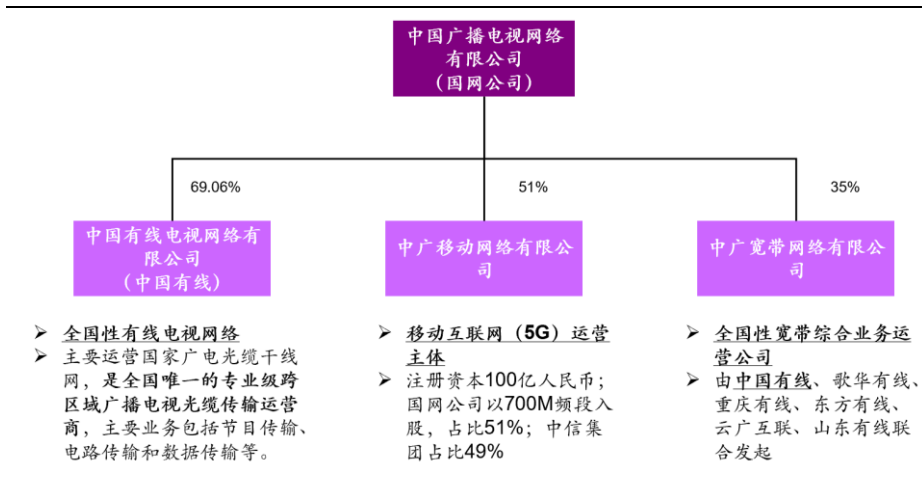 中国广播电视网络
有限公司
（国网公司）
69.06%
51%
35%
中国有线电视网络有
限公司
（中国有线）
中广移动网络有限公
司
中广宽带网络有限公
司
➢ 全国性有线电视网络
➢ 主要运营国家广电光缆干线
网，是全国唯一的专业级跨
区域广播电视光缆传输运营
商，主要业务包括节目传输、
电路传输和数据传输等。
➢ 移动互联网（5G）运营
主体
➢ 注册资本100亿人民币；
国网公司以700M频段入
股，占比51%；中信集
团占比49%
➢ 全国性宽带综合业务运
营公司
➢ 由中国有线、歌华有线、
重庆有线、东方有线、
云广互联、山东有线联
合发起